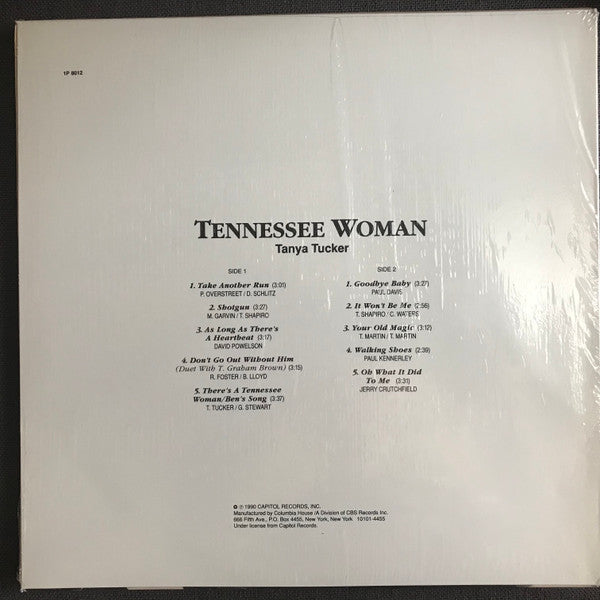 1P 8012
TENNESSEE WOMAN
Tanya Tucker
SIDE 1
1. Take Another Run (3:01)
P. OVERSTREET / D. SCHLITZ
2. Shotgun (3:27)
M. GARVIN / T. SHAPIRO
3. As Long As There's
A Heartbeat (3:17)
DAVID POWELSON
4. Don't Go Out Without Him
(Duet With T. Graham Brown) (3:15)
R. FOSTER / B. LLOYD
5. There's A Tennessee
Woman/Ben's Song (3:37)
T. TUCKER / G. STEWART
SIDE 2
1. Goodbye Baby (3:27)
PAUL DAVIS
2. It Won't Be Me (2:56)
T. SHAPIRO / C. WATERS
3. Your Old Magic (3:12)
T. MARTIN / T. MARTIN
4. Walking Shoes (2:39)
PAUL KENNERLEY
5. Oh What It Did
To Me (3:31)
JERRY CRUTCHFIELD
© ℗ 1990 CAPITOL RECORDS, INC.
Manufactured by Columbia House /A Division of CBS Records Inc.
666 Fifth Ave., P.O. Box 4455, New York, New York 10101-4455
Under license from Capitol Records.